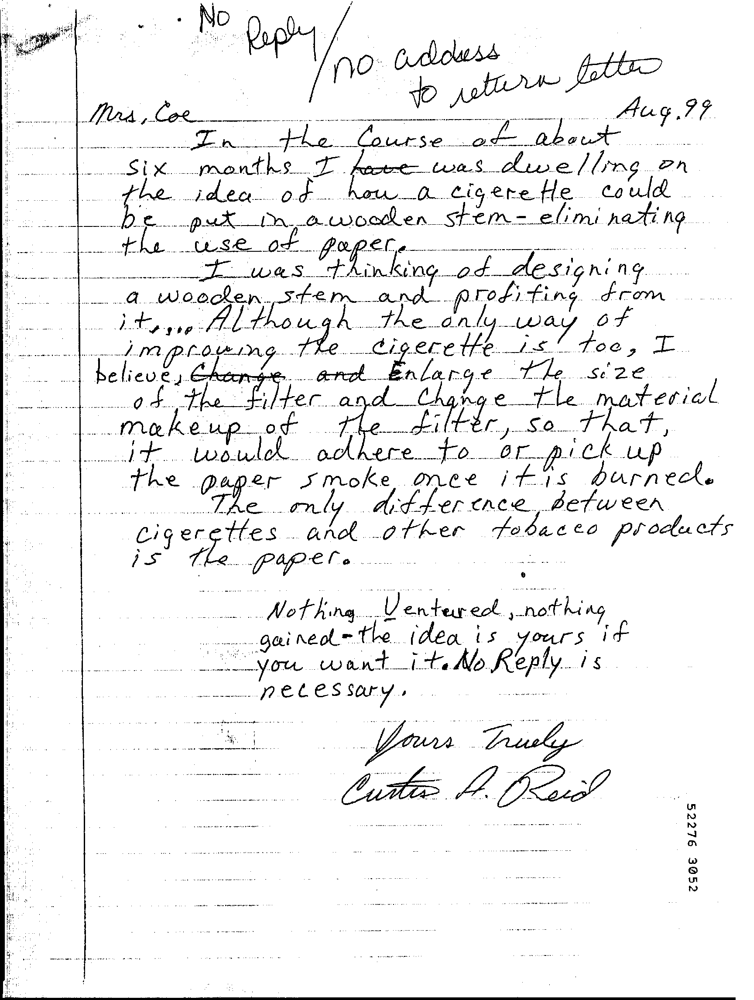 No
Reply/
no address
to return letter
Mrs, Coe
Aug. 99
In the Course of about
six months I have was dwelling on
the idea of how a cigerette could
be put in a wooden stem - eliminating
the use of paper.
I was thinking of designing
a wooden stem and profiting from
it.... Although the only way of
improving the cigerette is toe, I
believe, Change and Enlarge the size
of the filter and Change the material
makeup of the filter, so that,
it would adhere to or pick up
the paper smoke once it is burned.
The only difference between
cigerettes and other tobacco products
is the paper.
Nothing Ventured, nothing
gained - the idea is yours if
you want it. No Reply is
necessary.
Yours Truely
Curtis A. Reid
52276 3052